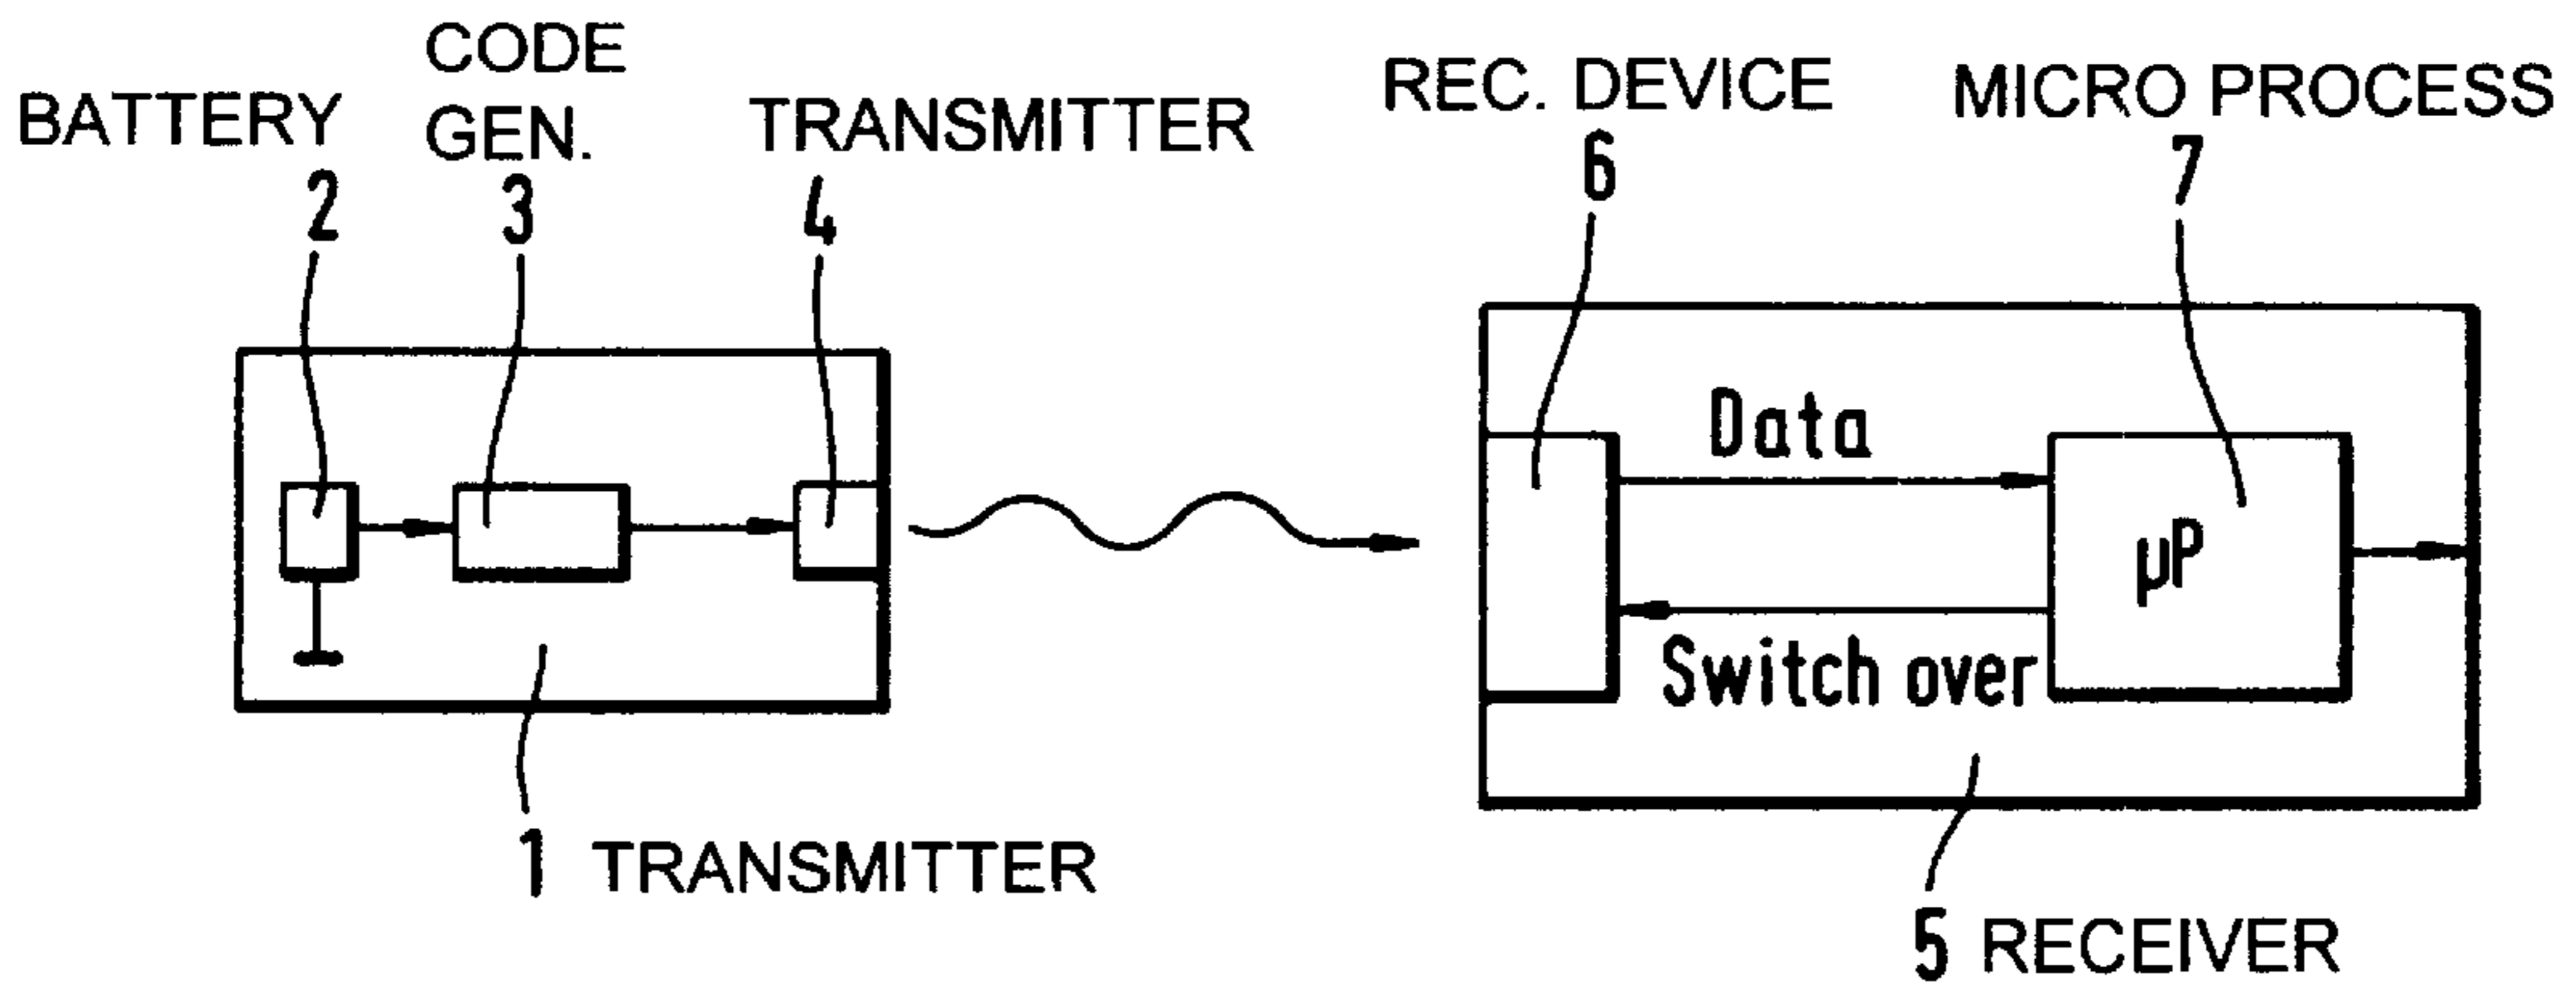 CODE
GEN.
BATTERY
TRANSMITTER
REC. DEVICE
MICRO PROCESS
2
3
4
6
7
Data
µP
Switch over
1 TRANSMITTER
5 RECEIVER